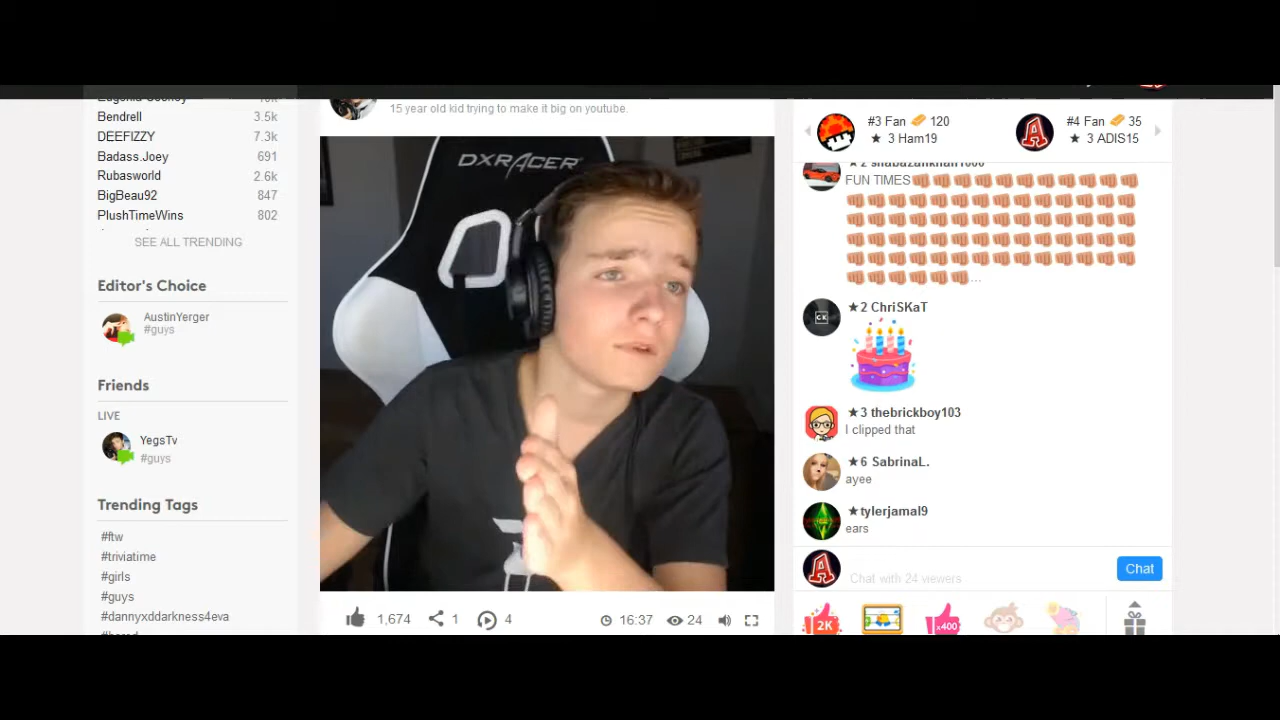 Bendrell 3.5k
DEEFIZZY 7.3k
Badass.Joey 691
Rubasworld 2.6k
BigBeau92 847
PlushTimeWins 802
SEE ALL TRENDING
Editor's Choice
AustinYerger
#guys
Friends
LIVE
YegsTv
#guys
Trending Tags
#ftw
#triviatime
#girls
#guys
#dannyxddarkness4eva
15 year old kid trying to make it big on youtube.
DXRACER
1,674 1 4 16:37 24
#3 Fan 120
★ 3 Ham19
#4 Fan 35
★ 3 ADIS15
FUN TIMES👊👊👊👊👊👊👊👊👊👊👊
👊👊👊👊👊👊👊👊👊👊👊👊👊👊
👊👊👊👊👊👊👊👊👊👊👊👊👊👊
👊👊👊👊👊👊👊👊👊👊👊👊👊👊
👊👊👊👊👊👊👊👊👊👊👊👊👊👊
👊👊👊👊👊👊...
★2 ChriSKaT
CK
★3 thebrickboy103
I clipped that
★6 SabrinaL.
ayee
★tylerjamal9
ears
Chat with 24 viewers
Chat
2K
x400